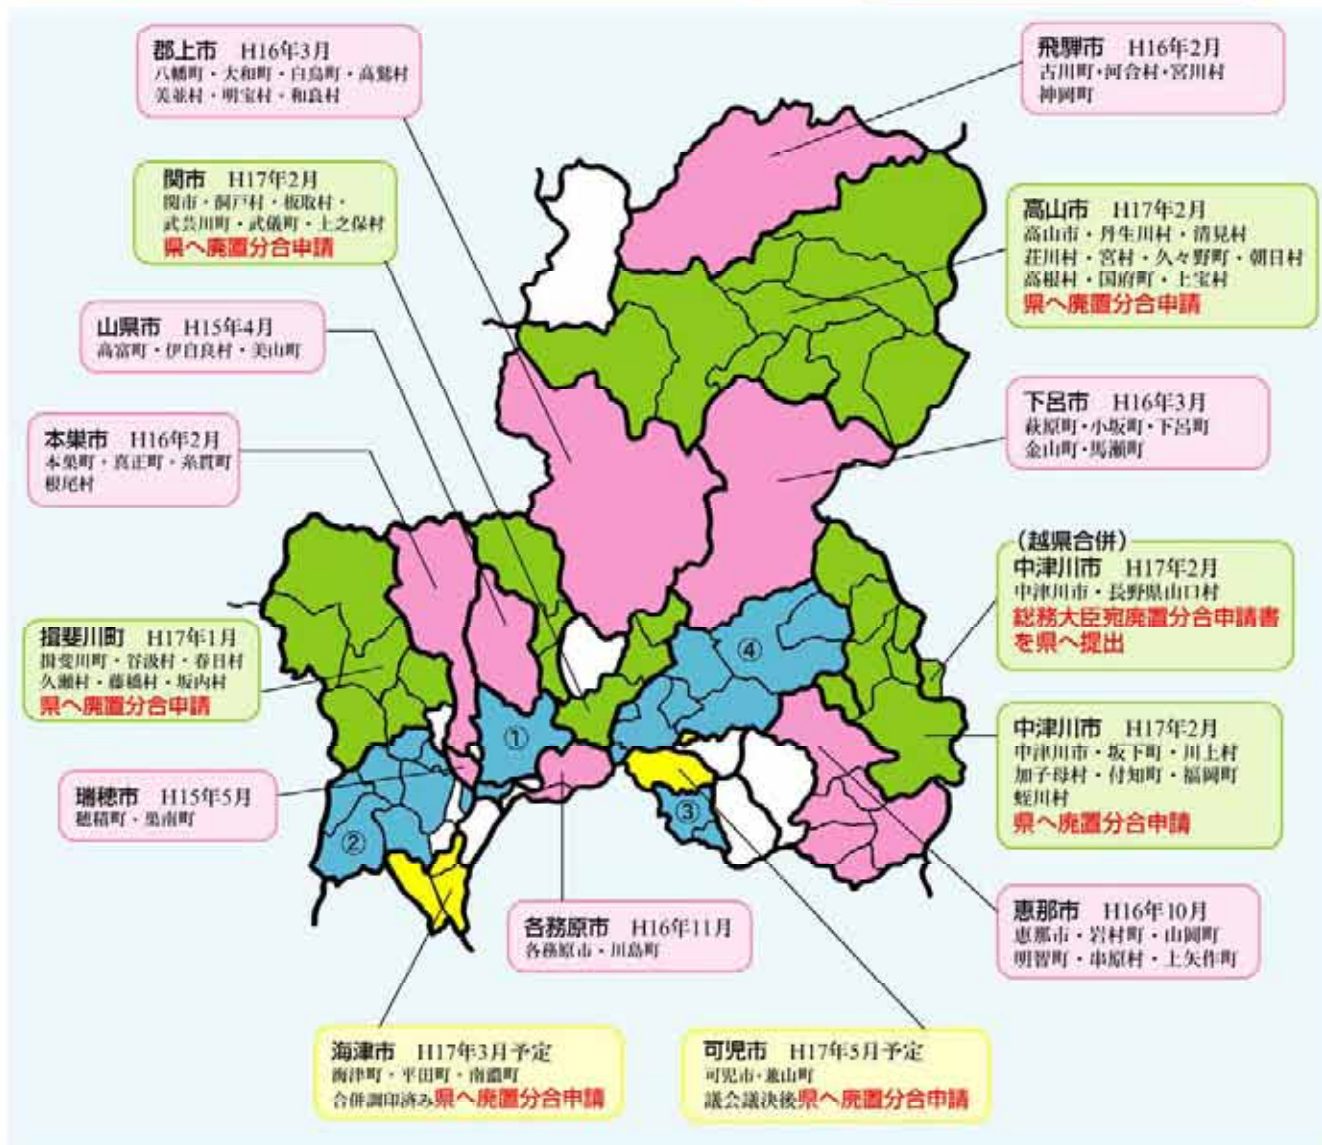 郡上市 H16年3月
八幡町・大和町・白鳥町・高鷲村
美並村・明宝村・和良村
飛騨市 H16年2月
古川町・河合村・宮川村
神岡町
関市 H17年2月
関市・洞戸村・板取村・
武芸川町・武儀町・上之保村
県へ廃置分合申請
高山市 H17年2月
高山市・丹生川村・清見村
荘川村・宮村・久々野町・朝日村
高根村・国府町・上宝村
県へ廃置分合申請
山県市 H15年4月
高富町・伊自良村・美山町
下呂市 H16年3月
萩原町・小坂町・下呂町
金山町・馬瀬町
本巣市 H16年2月
本巣町・真正町・糸貫町
根尾村
(越県合併)
中津川市 H17年2月
中津川市・長野県山口村
総務大臣宛廃置分合申請書
を県へ提出
揖斐川町 H17年1月
揖斐川町・谷汲村・春日村
久瀬村・藤橋村・坂内村
県へ廃置分合申請
④
①
中津川市 H17年2月
中津川市・坂下町・川上村
加子母村・付知町・福岡町
蛭川村
県へ廃置分合申請
瑞穂市 H15年5月
穂積町・巣南町
③
②
各務原市 H16年11月
各務原市・川島町
恵那市 H16年10月
恵那市・岩村町・山岡町
明智町・串原村・上矢作町
海津市 H17年3月予定
海津町・平田町・南濃町
合併調印済み県へ廃置分合申請
可児市 H17年5月予定
可児市・兼山町
議会議決後県へ廃置分合申請